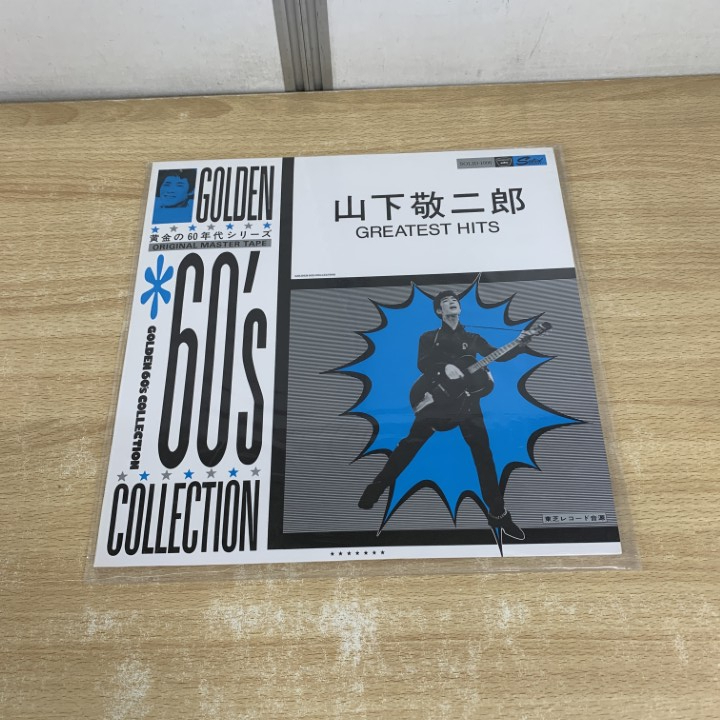 GOLDEN
黄金の60年代シリーズ
ORIGINAL MASTER TAPE
*60's
GOLDEN 60s COLLECTION
COLLECTION
山下敬二郎
GREATEST HITS
東芝レコード音源